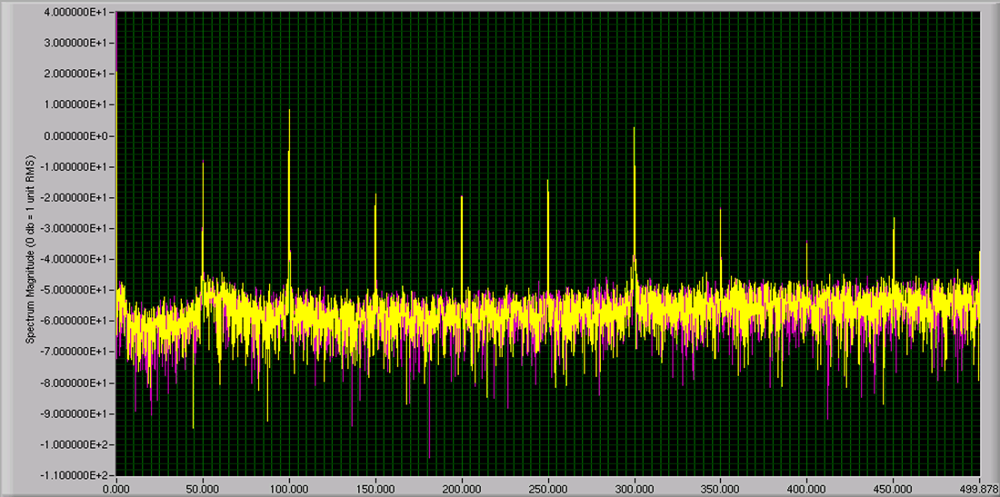 Spectrum Magnitude (0 db = 1 unit RMS)
4.000000E+1
3.000000E+1
2.000000E+1
1.000000E+1
0.000000E+0
-1.000000E+1
-2.000000E+1
-3.000000E+1
-4.000000E+1
-5.000000E+1
-6.000000E+1
-7.000000E+1
-8.000000E+1
-9.000000E+1
-1.000000E+2
-1.100000E+2
0.000 50.000 100.000 150.000 200.000 250.000 300.000 350.000 400.000 450.000 499.878